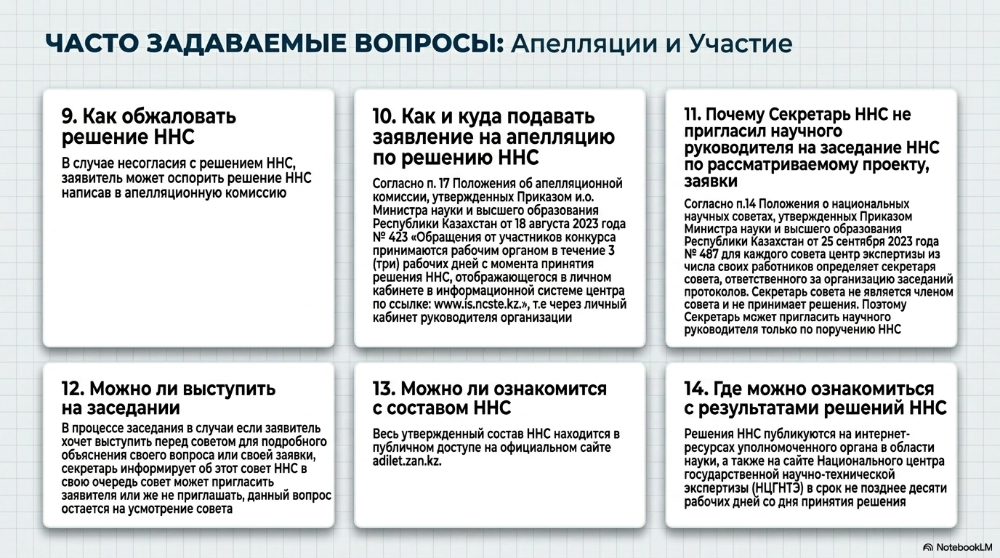 ЧАСТО ЗАДАВАЕМЫЕ ВОПРОСЫ: Апелляции и Участие
9. Как обжаловать
решение ННС
В случае несогласия с решением ННС,
заявитель может оспорить решение ННС
написав в апелляционную комиссию
10. Как и куда подавать
заявление на апелляцию
по решению ННС
Согласно п. 17 Положения об апелляционной
комиссии, утвержденных Приказом и.о.
Министра науки и высшего образования
Республики Казахстан от 18 августа 2023 года
№ 423 «Обращения от участников конкурса
принимаются рабочим органом в течение 3
(три) рабочих дней с момента принятия
решения ННС, отображающегося в личном
кабинете в информационной системе центра
по ссылке: www.is.ncste.kz.», т.е через личный
кабинет руководителя организации
11. Почему Секретарь ННС не
пригласил научного
руководителя на заседание ННС
по рассматриваемому проекту,
заявки
Согласно п.14 Положения о национальных
научных советах, утвержденных Приказом
Министра науки и высшего образования
Республики Казахстан от 25 сентября 2023 года
№ 487 для каждого совета центр экспертизы из
числа своих работников определяет секретаря
совета, ответственного за организацию заседаний
протоколов. Секретарь совета не является членом
совета и не принимает решения. Поэтому
Секретарь может пригласить научного
руководителя только по поручению ННС
12. Можно ли выступить
на заседании
В процессе заседания в случаи если заявитель
хочет выступить перед советом для подробного
объяснения своего вопроса или своей заявки,
секретарь информирует об этот совет ННС в
свою очередь совет может пригласить
заявителя или же не приглашать, данный вопрос
остается на усмотрение совета
13. Можно ли ознакомится
с составом ННС
Весь утвержденный состав ННС находится в
публичном доступе на официальном сайте
adilet.zan.kz.
14. Где можно ознакомиться
с результатами решений ННС
Решения ННС публикуются на интернет-
ресурсах уполномоченного органа в области
науки, а также на сайте Национального центра
государственной научно-технической
экспертизы (НЦГНТЭ) в срок не позднее десяти
рабочих дней со дня принятия решения
NotebookLM